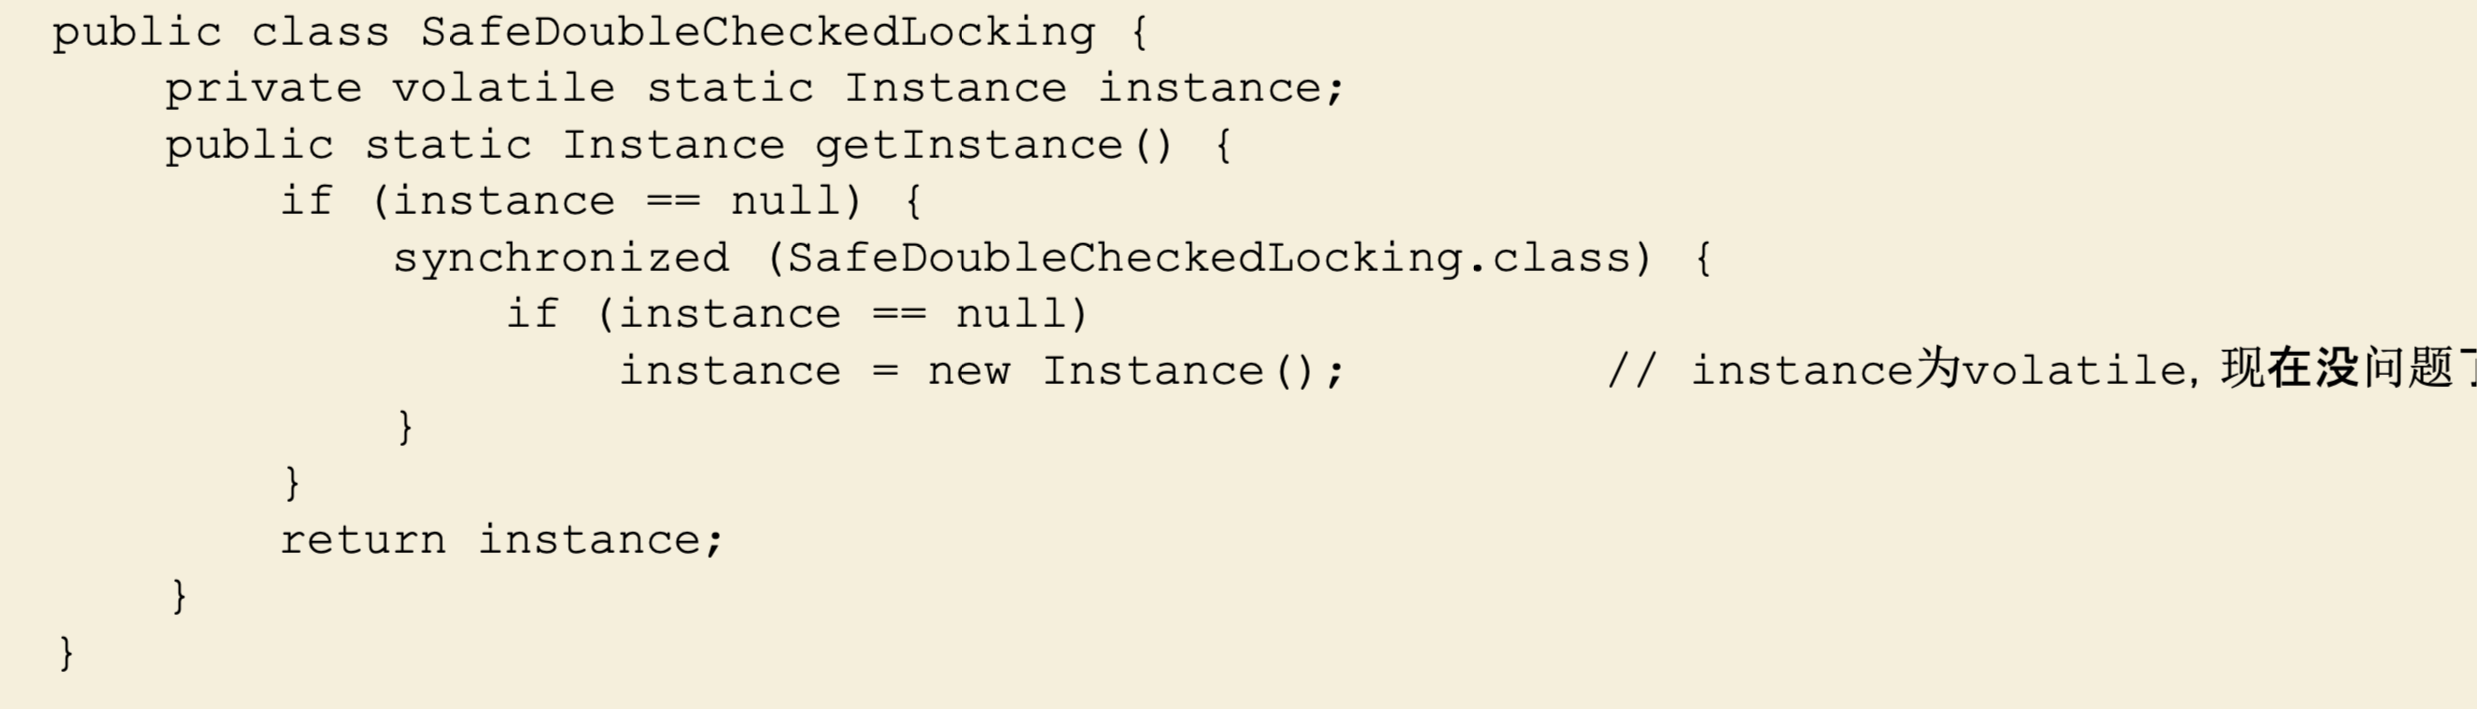 public class SafeDoubleCheckedLocking {
private volatile static Instance instance;
public static Instance getInstance() {
if (instance == null) {
synchronized (SafeDoubleCheckedLocking.class) {
if (instance == null)
instance = new Instance(); // instance为volatile, 现在没问题了
}
}
return instance;
}
}